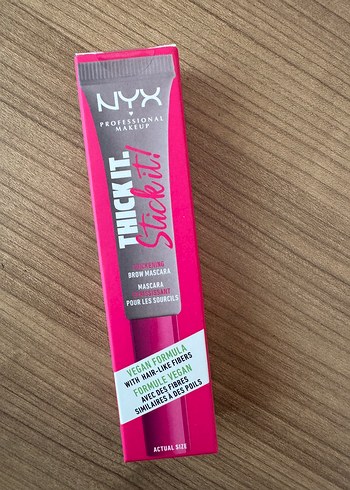 NYX
PROFESSIONAL
MAKEUP
THICK IT.
Stick it!
THICKENING
BROW MASCARA
MASCARA
ÉPAISSISSANT
POUR LES SOURCILS
VEGAN FORMULA
WITH HAIR-LIKE FIBERS
FORMULE VEGAN
AVEC DES FIBRES
SIMILAIRES À DES POILS
ACTUAL SIZE